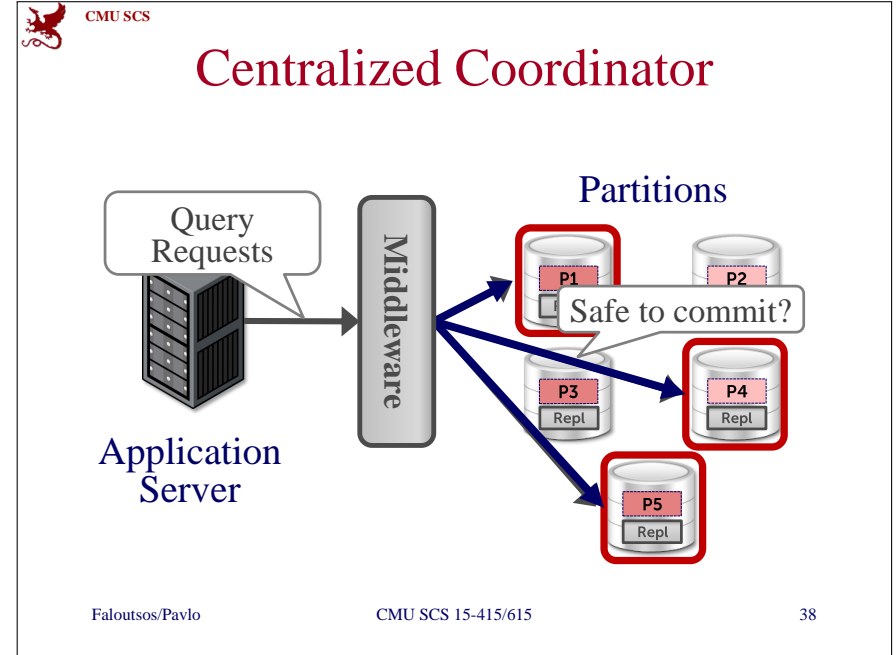 CMU SCS
Centralized Coordinator
Partitions
Query
Requests
Middleware
P1
P2
Safe to commit?
P3
Repl
P4
Repl
Application
Server
P5
Repl
Faloutsos/Pavlo
CMU SCS 15-415/615
38